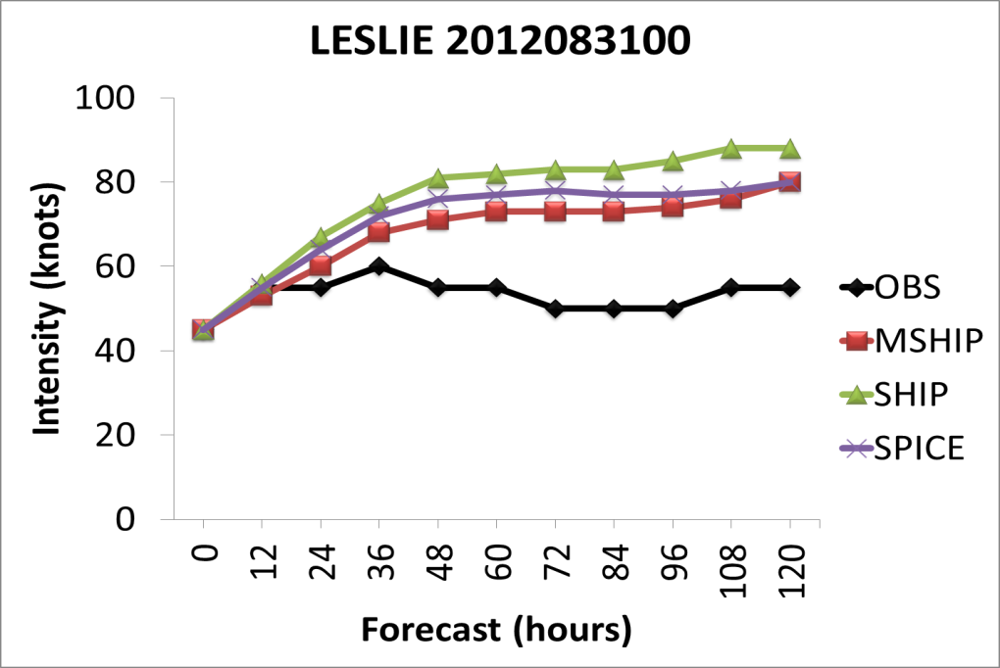 LESLIE 2012083100
100
80
60
40
20
0
Intensity (knots)
0 12 24 36 48 60 72 84 96 108 120
Forecast (hours)
OBS
MSHIP
SHIP
SPICE